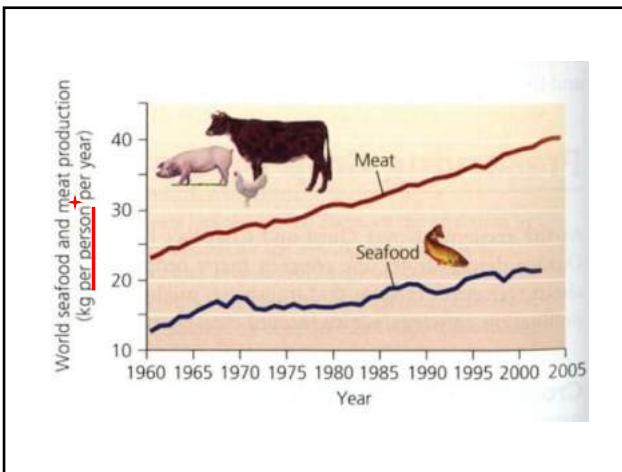 World seafood and meat production
(kg per person per year)
40
30
20
10
Meat
Seafood
1960 1965 1970 1975 1980 1985 1990 1995 2000 2005
Year